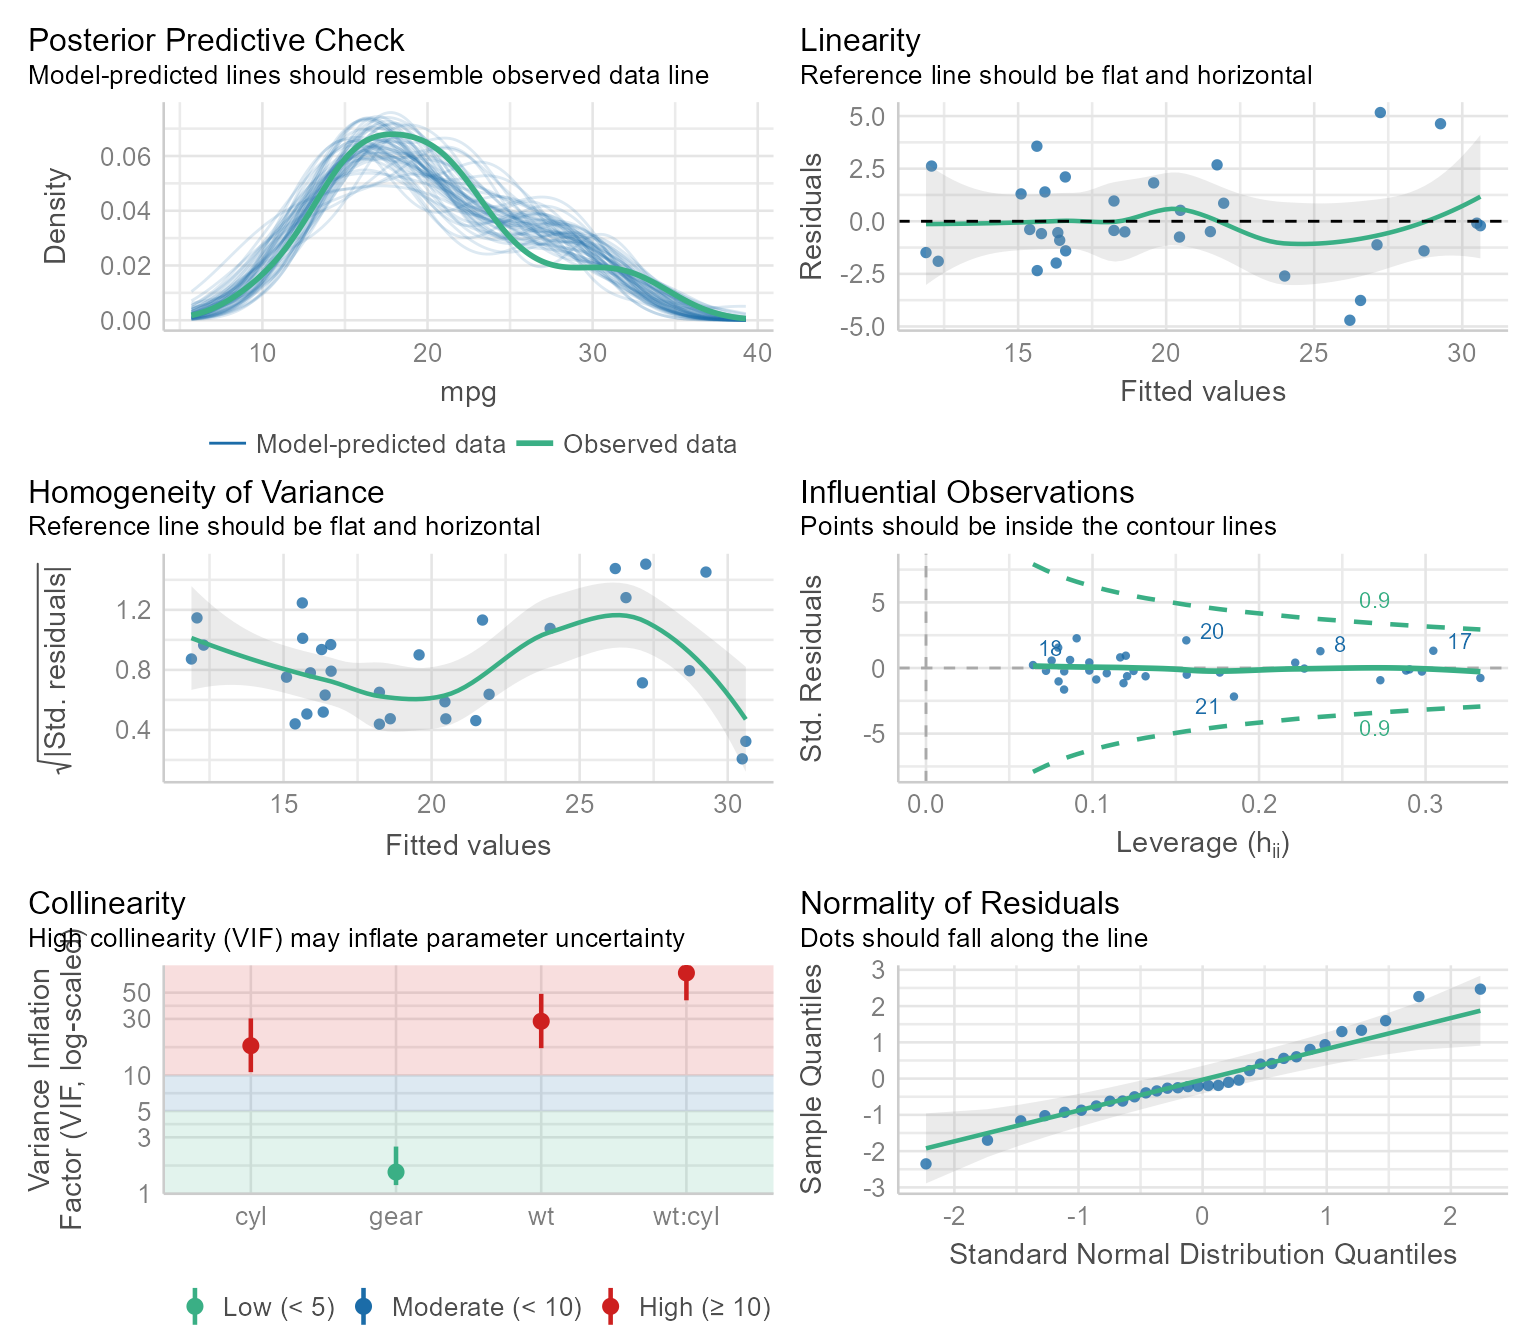 Posterior Predictive Check
Model-predicted lines should resemble observed data line
Density
0.06
0.04
0.02
0.00
10 20 30 40
mpg
Model-predicted data Observed data
Linearity
Reference line should be flat and horizontal
Residuals
5.0
2.5
0.0
-2.5
-5.0
15 20 25 30
Fitted values
Homogeneity of Variance
Reference line should be flat and horizontal
√|Std. residuals|
1.2
0.8
0.4
15 20 25 30
Fitted values
Influential Observations
Points should be inside the contour lines
Std. Residuals
5
0
-5
0.9
20
18
8
17
21
0.9
0.0 0.1 0.2 0.3
Leverage (hii)
Collinearity
High collinearity (VIF) may inflate parameter uncertainty
Variance Inflation
Factor (VIF, log-scaled)
50
30
10
5
3
1
cyl gear wt wt:cyl
Low (< 5) Moderate (< 10) High (≥ 10)
Normality of Residuals
Dots should fall along the line
Sample Quantiles
3
2
1
0
-1
-2
-3
-2 -1 0 1 2
Standard Normal Distribution Quantiles